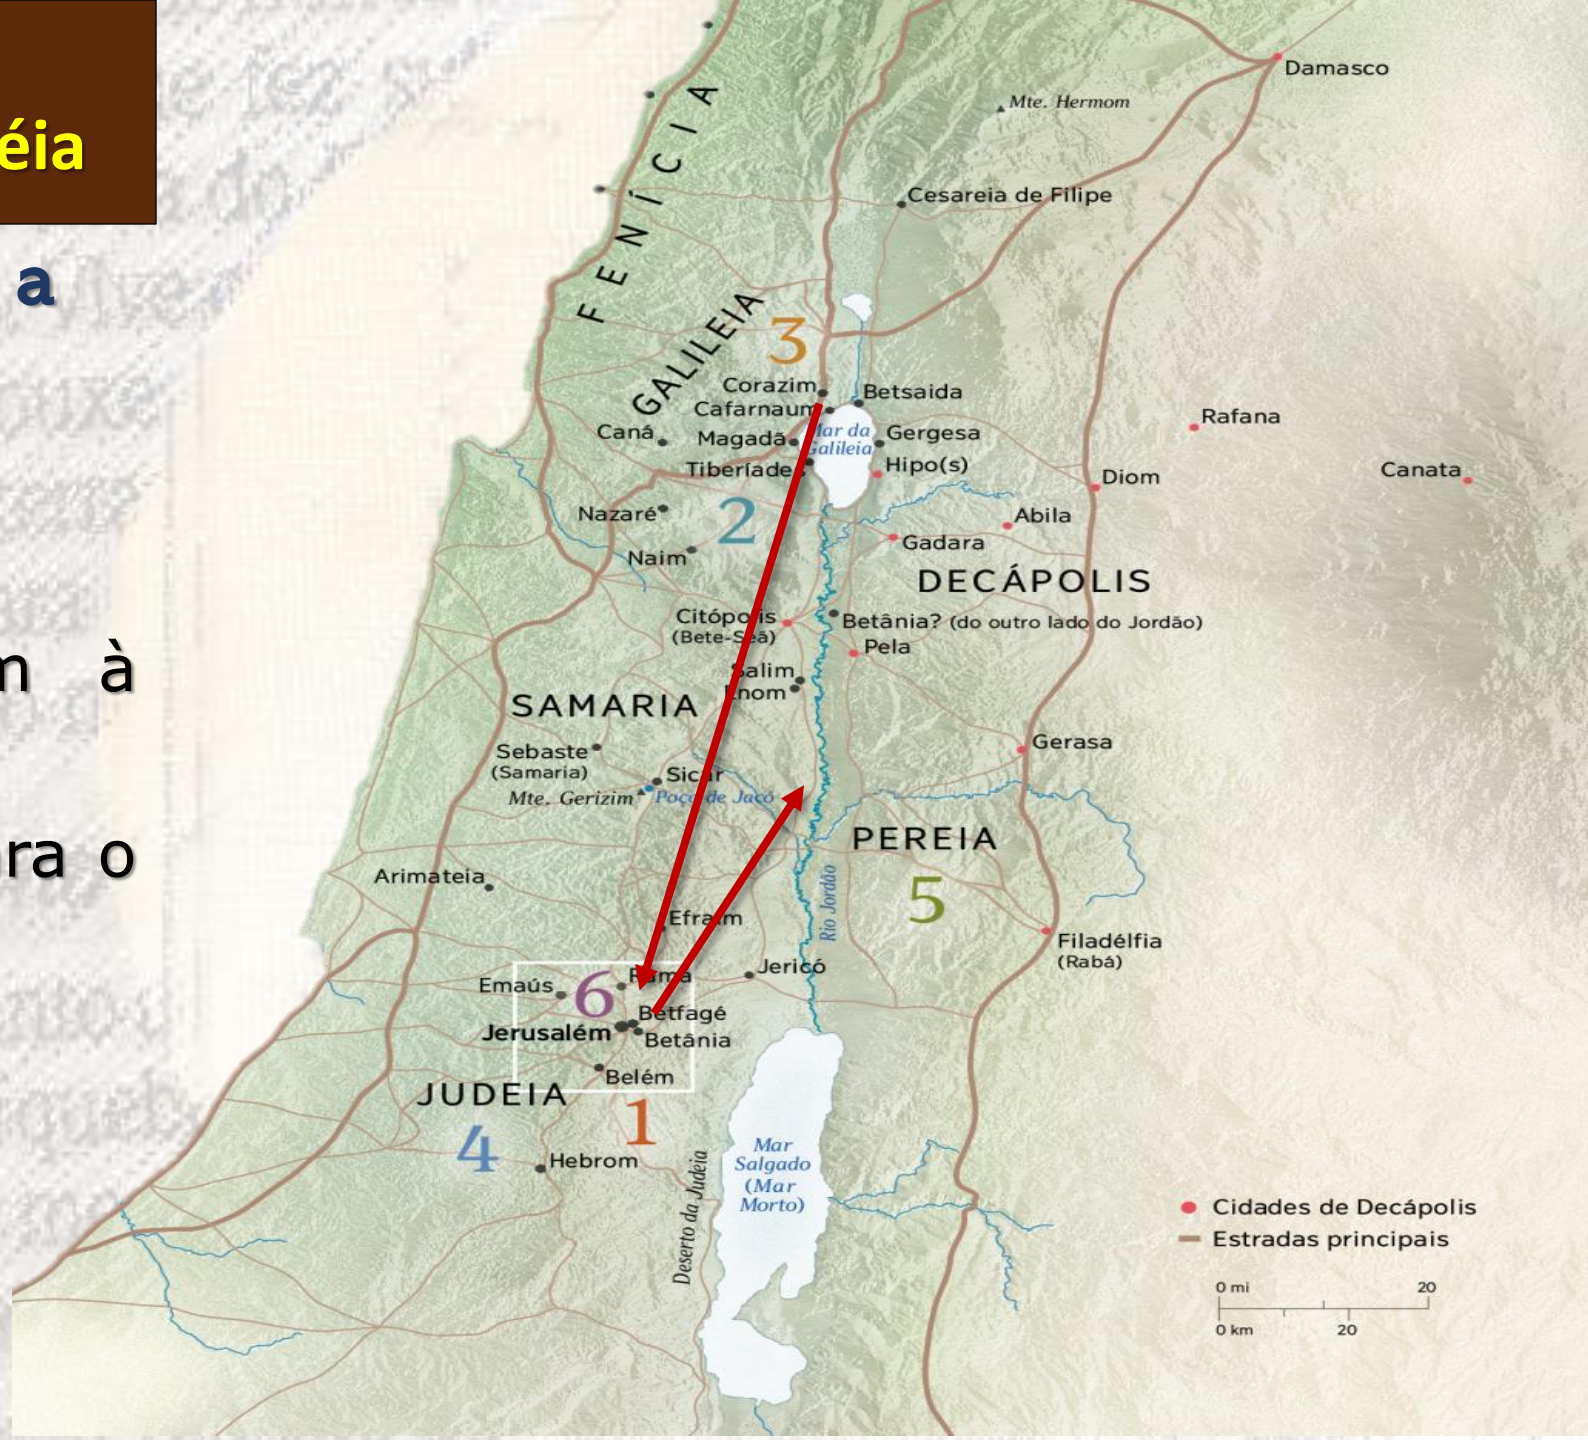 éia
a
m à
ra o
Damasco
Mte. Hermom
FENÍCIA
Cesareia de Filipe
GALILEIA
3
Corazim
Betsaida
Cafarnaum
Mar da
Galileia
Caná
Magadã
Gergesa
Rafana
Tiberíades
Hipo(s)
Canata
Diom
Nazaré
2
Abila
Gadara
Naim
DECÁPOLIS
Citópolis
(Bete-Seã)
Betânia? (do outro lado do Jordão)
Pela
Salim
Enom
SAMARIA
Gerasa
Sebaste
(Samaria)
Sicar
Mte. Gerizim
Poço de Jacó
PEREIA
Arimateia
5
Rio Jordão
Efraim
Filadélfia
(Rabá)
Jericó
Emaús
6
Rama
Betfagé
Jerusalém
Betânia
Belém
JUDEIA
1
4
Hebrom
Deserto da Judeia
Mar
Salgado
(Mar
Morto)
Cidades de Decápolis
Estradas principais
0 mi 20
0 km 20